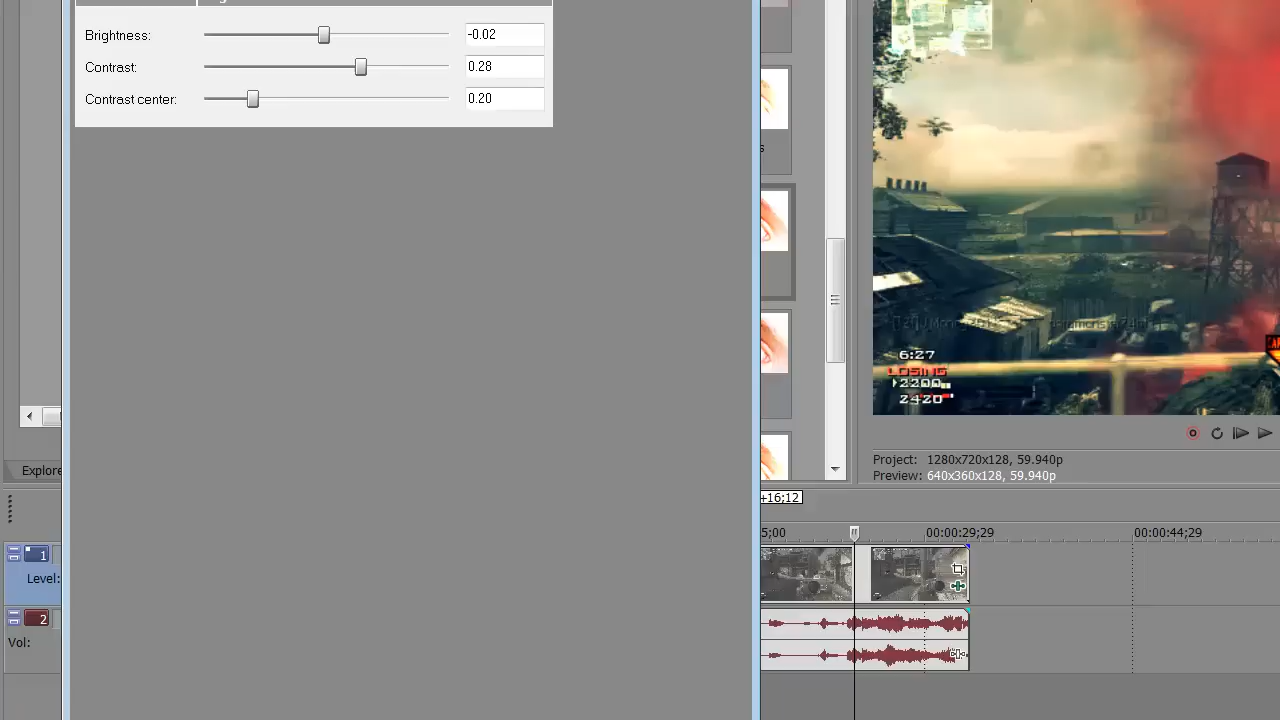 Brightness: -0.02
Contrast: 0.28
Contrast center: 0.20
s
6:27
LOSING
2200
2420
Project: 1280x720x128, 59.940p
Preview: 640x360x128, 59.940p
Explore
+16;12
5;00 00:00:29;29 00:00:44;29
1
Level:
2
Vol: